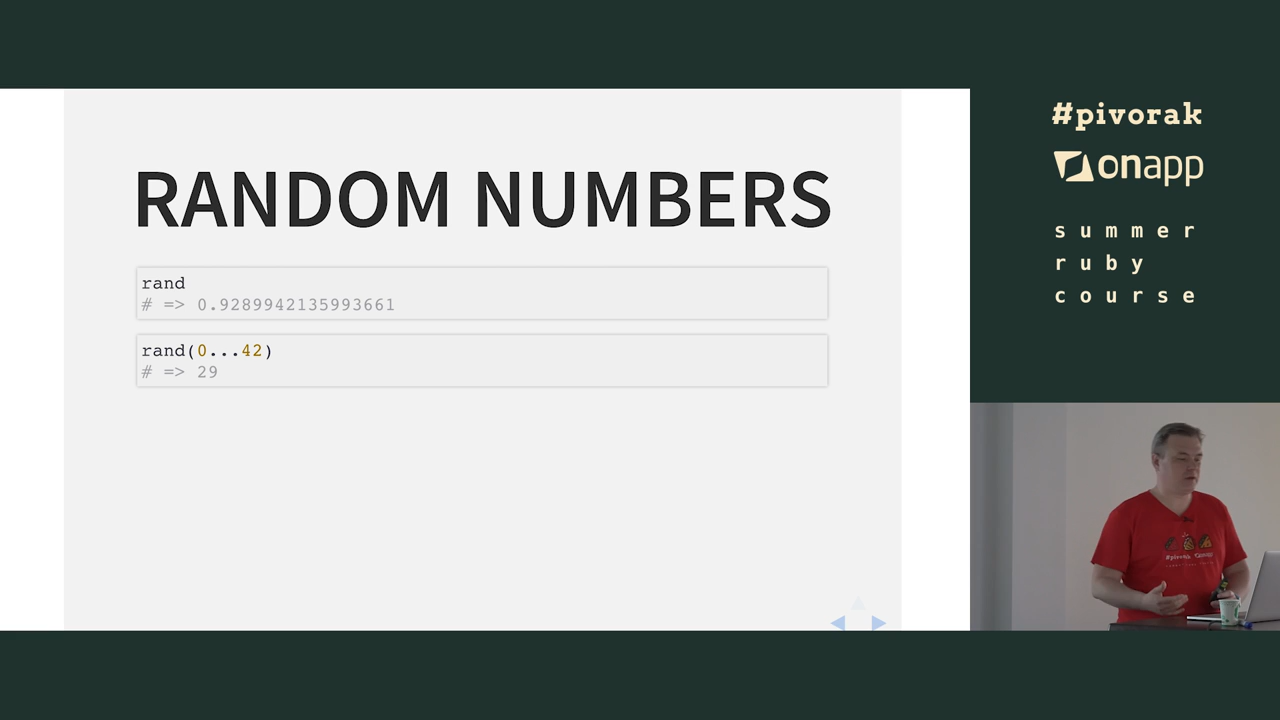 RANDOM NUMBERS
rand
# => 0.9289942135993661
rand(0...42)
# => 29
#pivorak
onapp
summer
ruby
course